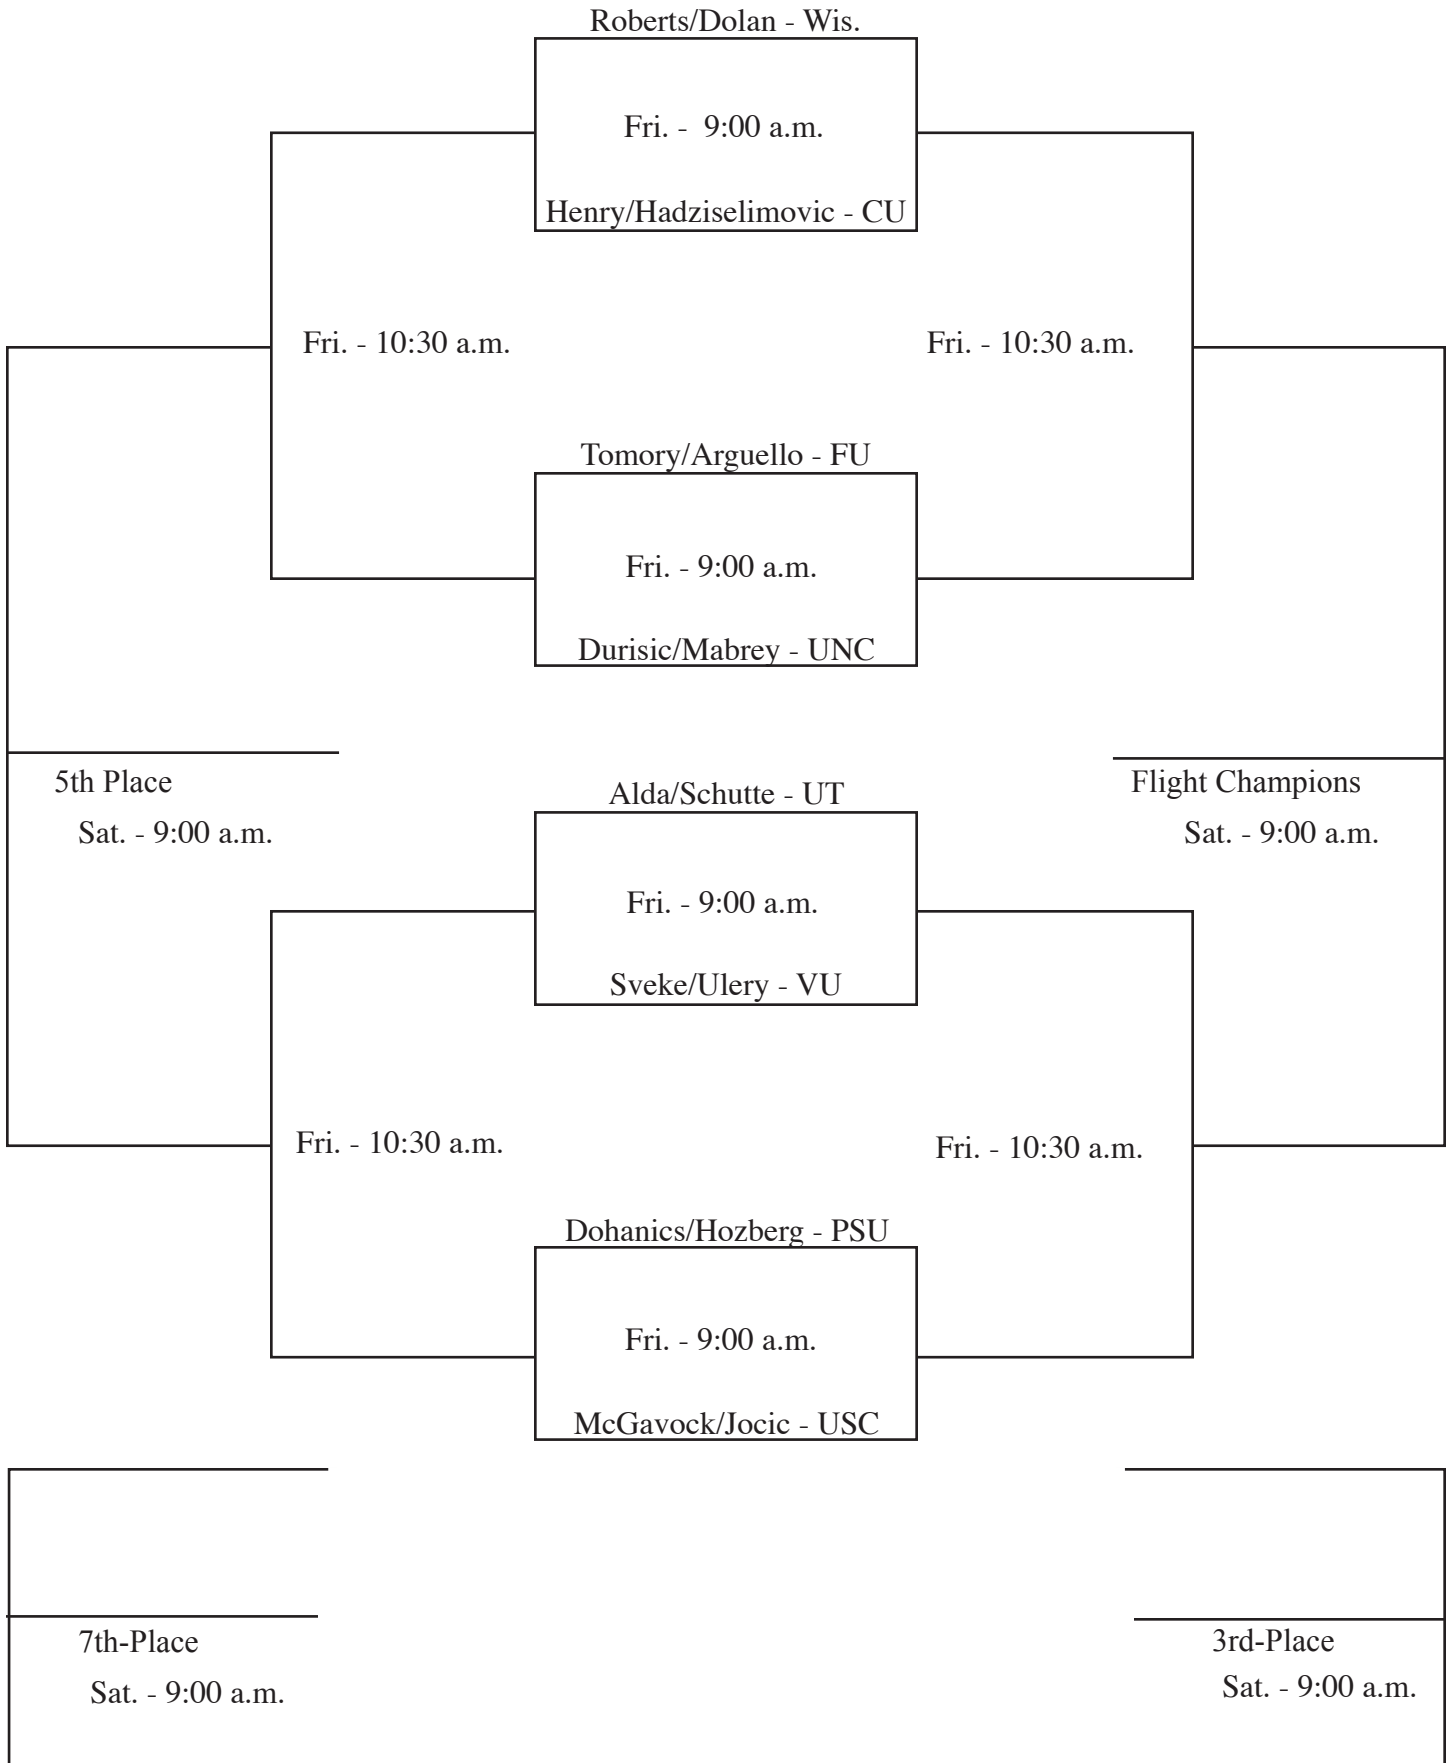 Roberts/Dolan - Wis.
Fri. -  9:00 a.m.
Henry/Hadziselimovic - CU
Fri. - 10:30 a.m.
Fri. - 10:30 a.m.
Tomory/Arguello - FU
Fri. - 9:00 a.m.
Durisic/Mabrey - UNC
5th Place
Sat. - 9:00 a.m.
Flight Champions
Sat. - 9:00 a.m.
Alda/Schutte - UT
Fri. - 9:00 a.m.
Sveke/Ulery - VU
Fri. - 10:30 a.m.
Fri. - 10:30 a.m.
Dohanics/Hozberg - PSU
Fri. - 9:00 a.m.
McGavock/Jocic - USC
7th-Place
Sat. - 9:00 a.m.
3rd-Place
Sat. - 9:00 a.m.